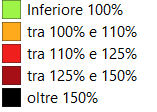 Inferiore 100%
tra 100% e 110%
tra 110% e 125%
tra 125% e 150%
oltre 150%